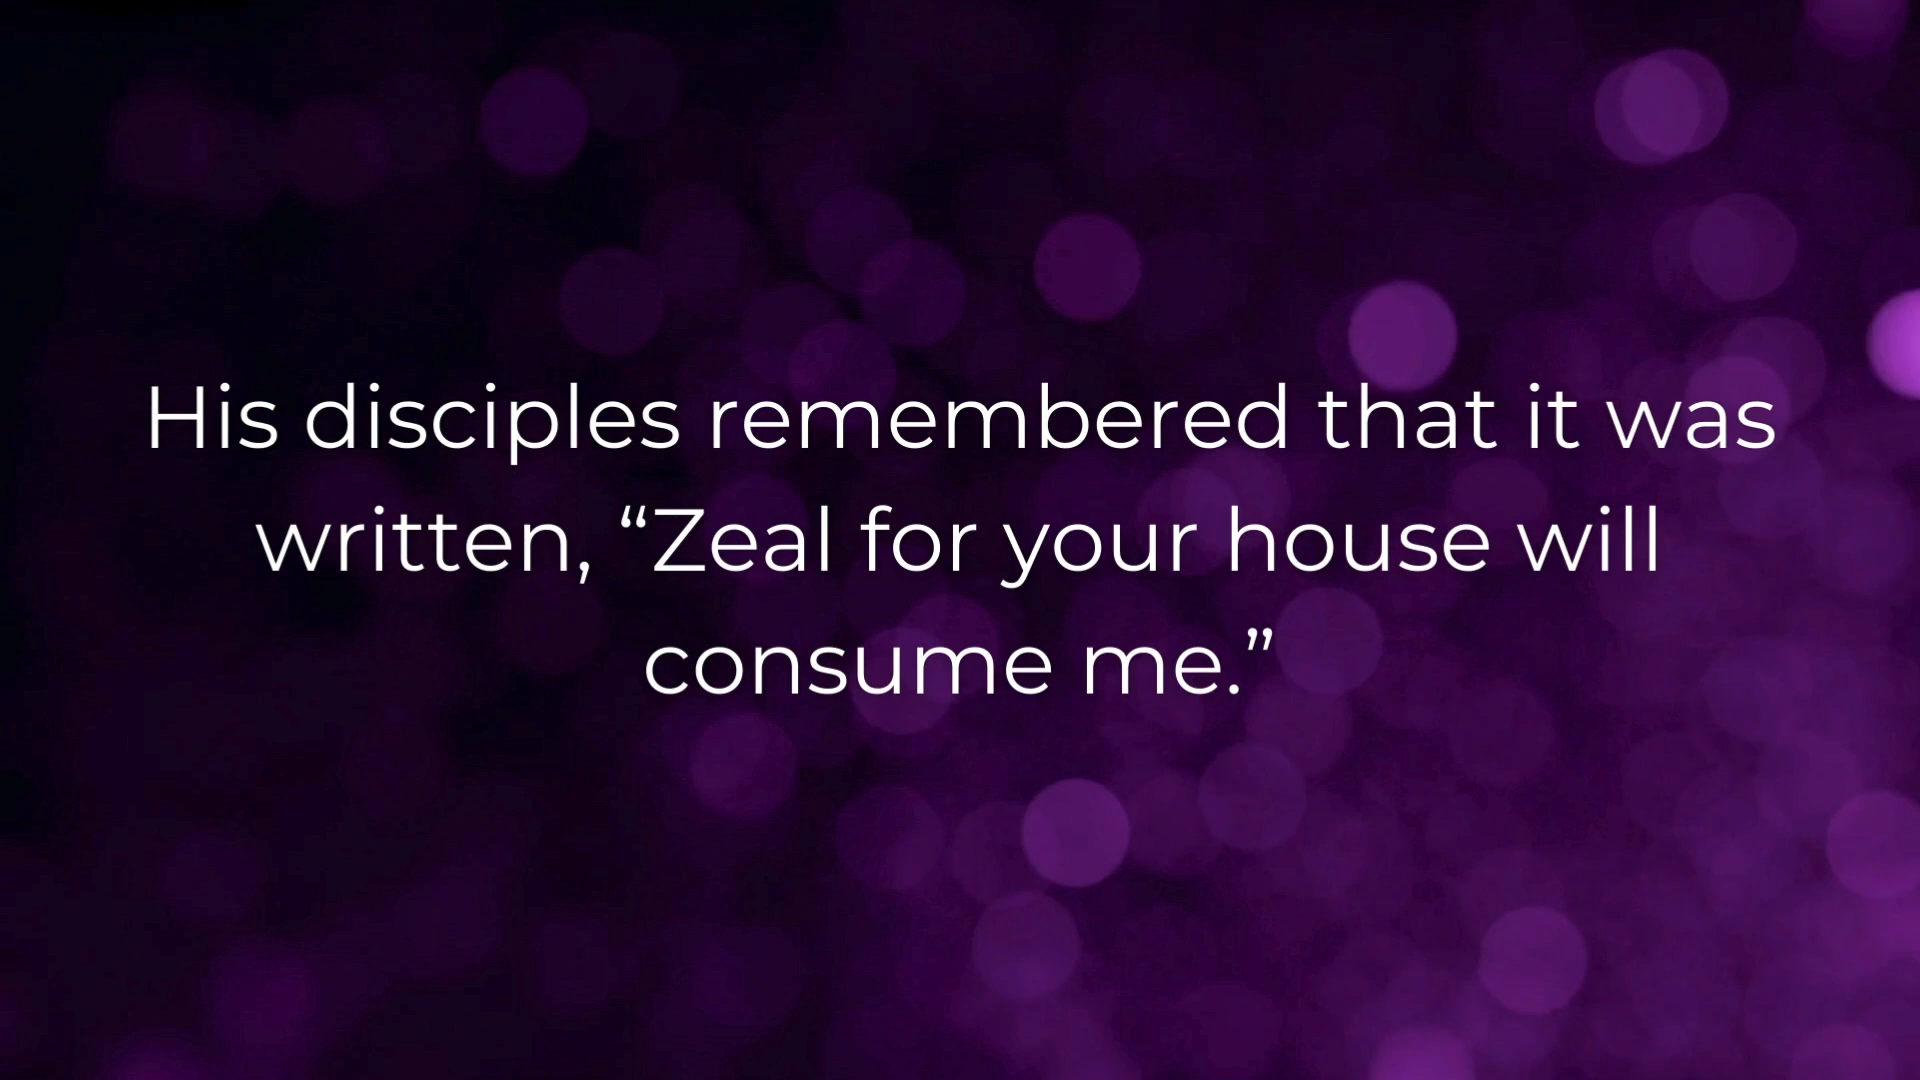 His disciples remembered that it was
written, “Zeal for your house will
consume me.”